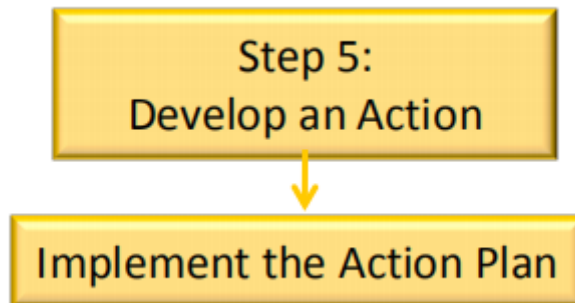 Step 5:
Develop an Action
Implement the Action Plan